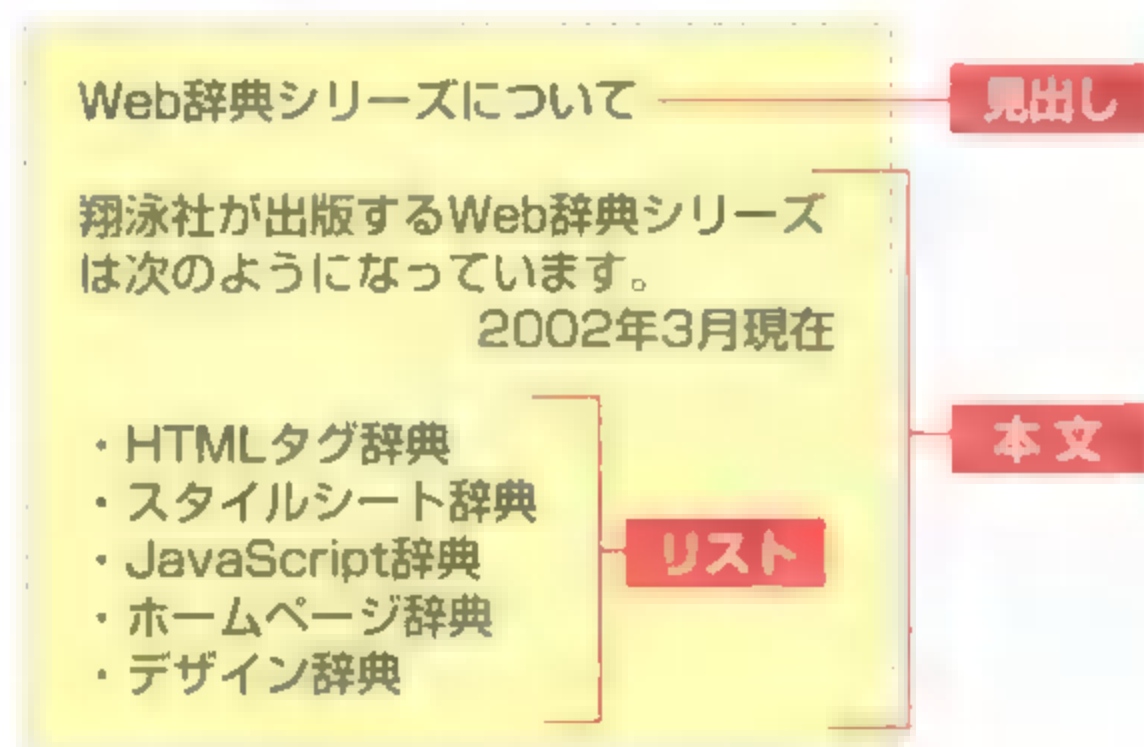 Web辞典シリーズについて
見出し
翔泳社が出版するWeb辞典シリーズ
は次のようになっています。
2002年3月現在
本文
・HTMLタグ辞典
・スタイルシート辞典
・JavaScript辞典
・ホームページ辞典
・デザイン辞典
リスト